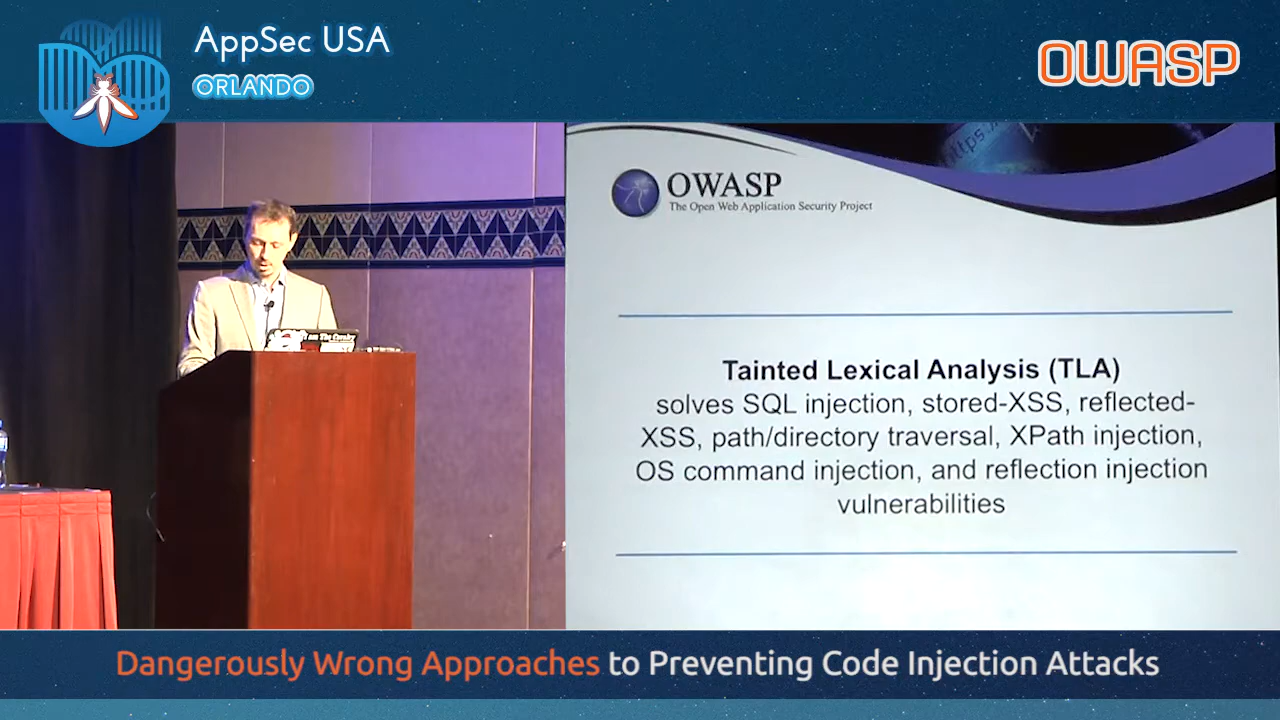 AppSec USA
ORLANDO
OWASP
https://
OWASP
The Open Web Application Security Project
Tainted Lexical Analysis (TLA)
solves SQL injection, stored-XSS, reflected-
XSS, path/directory traversal, XPath injection,
OS command injection, and reflection injection
vulnerabilities
Dangerously Wrong Approaches to Preventing Code Injection Attacks